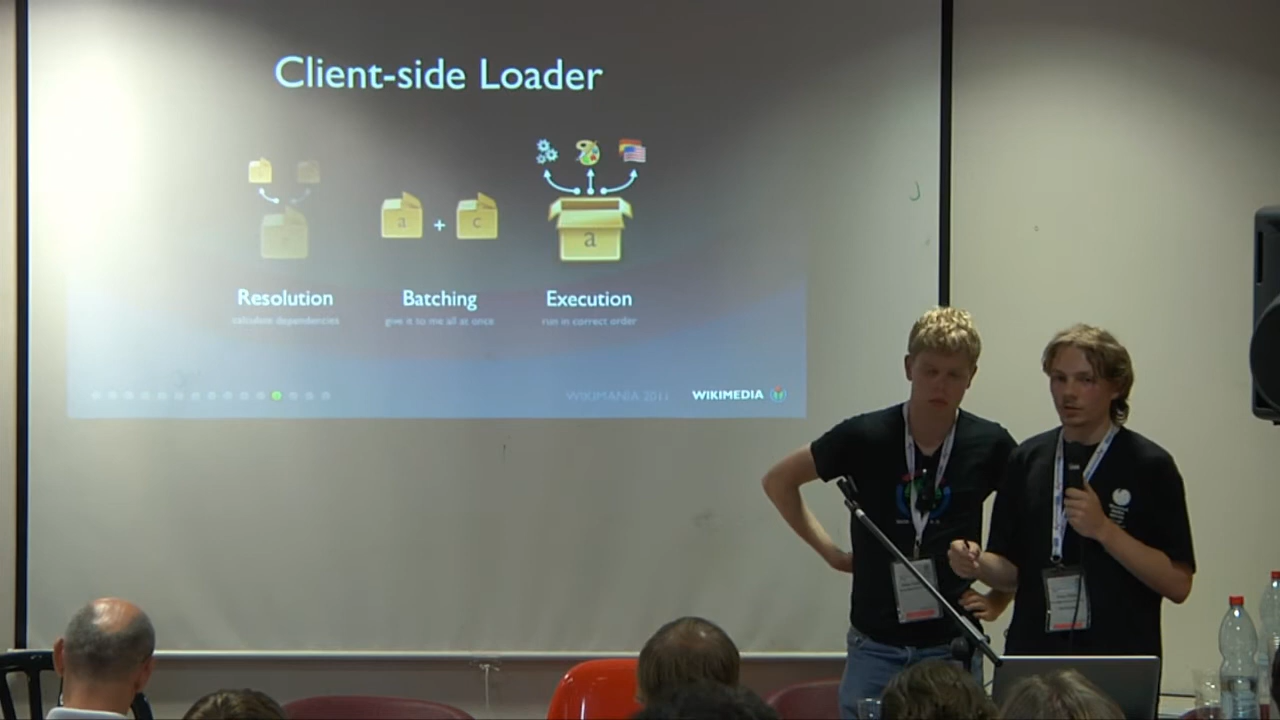 Client-side Loader
a + c
a
Resolution Batching Execution
calculate dependencies give it to me all at once run in correct order
WIKIMANIA 2011 WIKIMEDIA